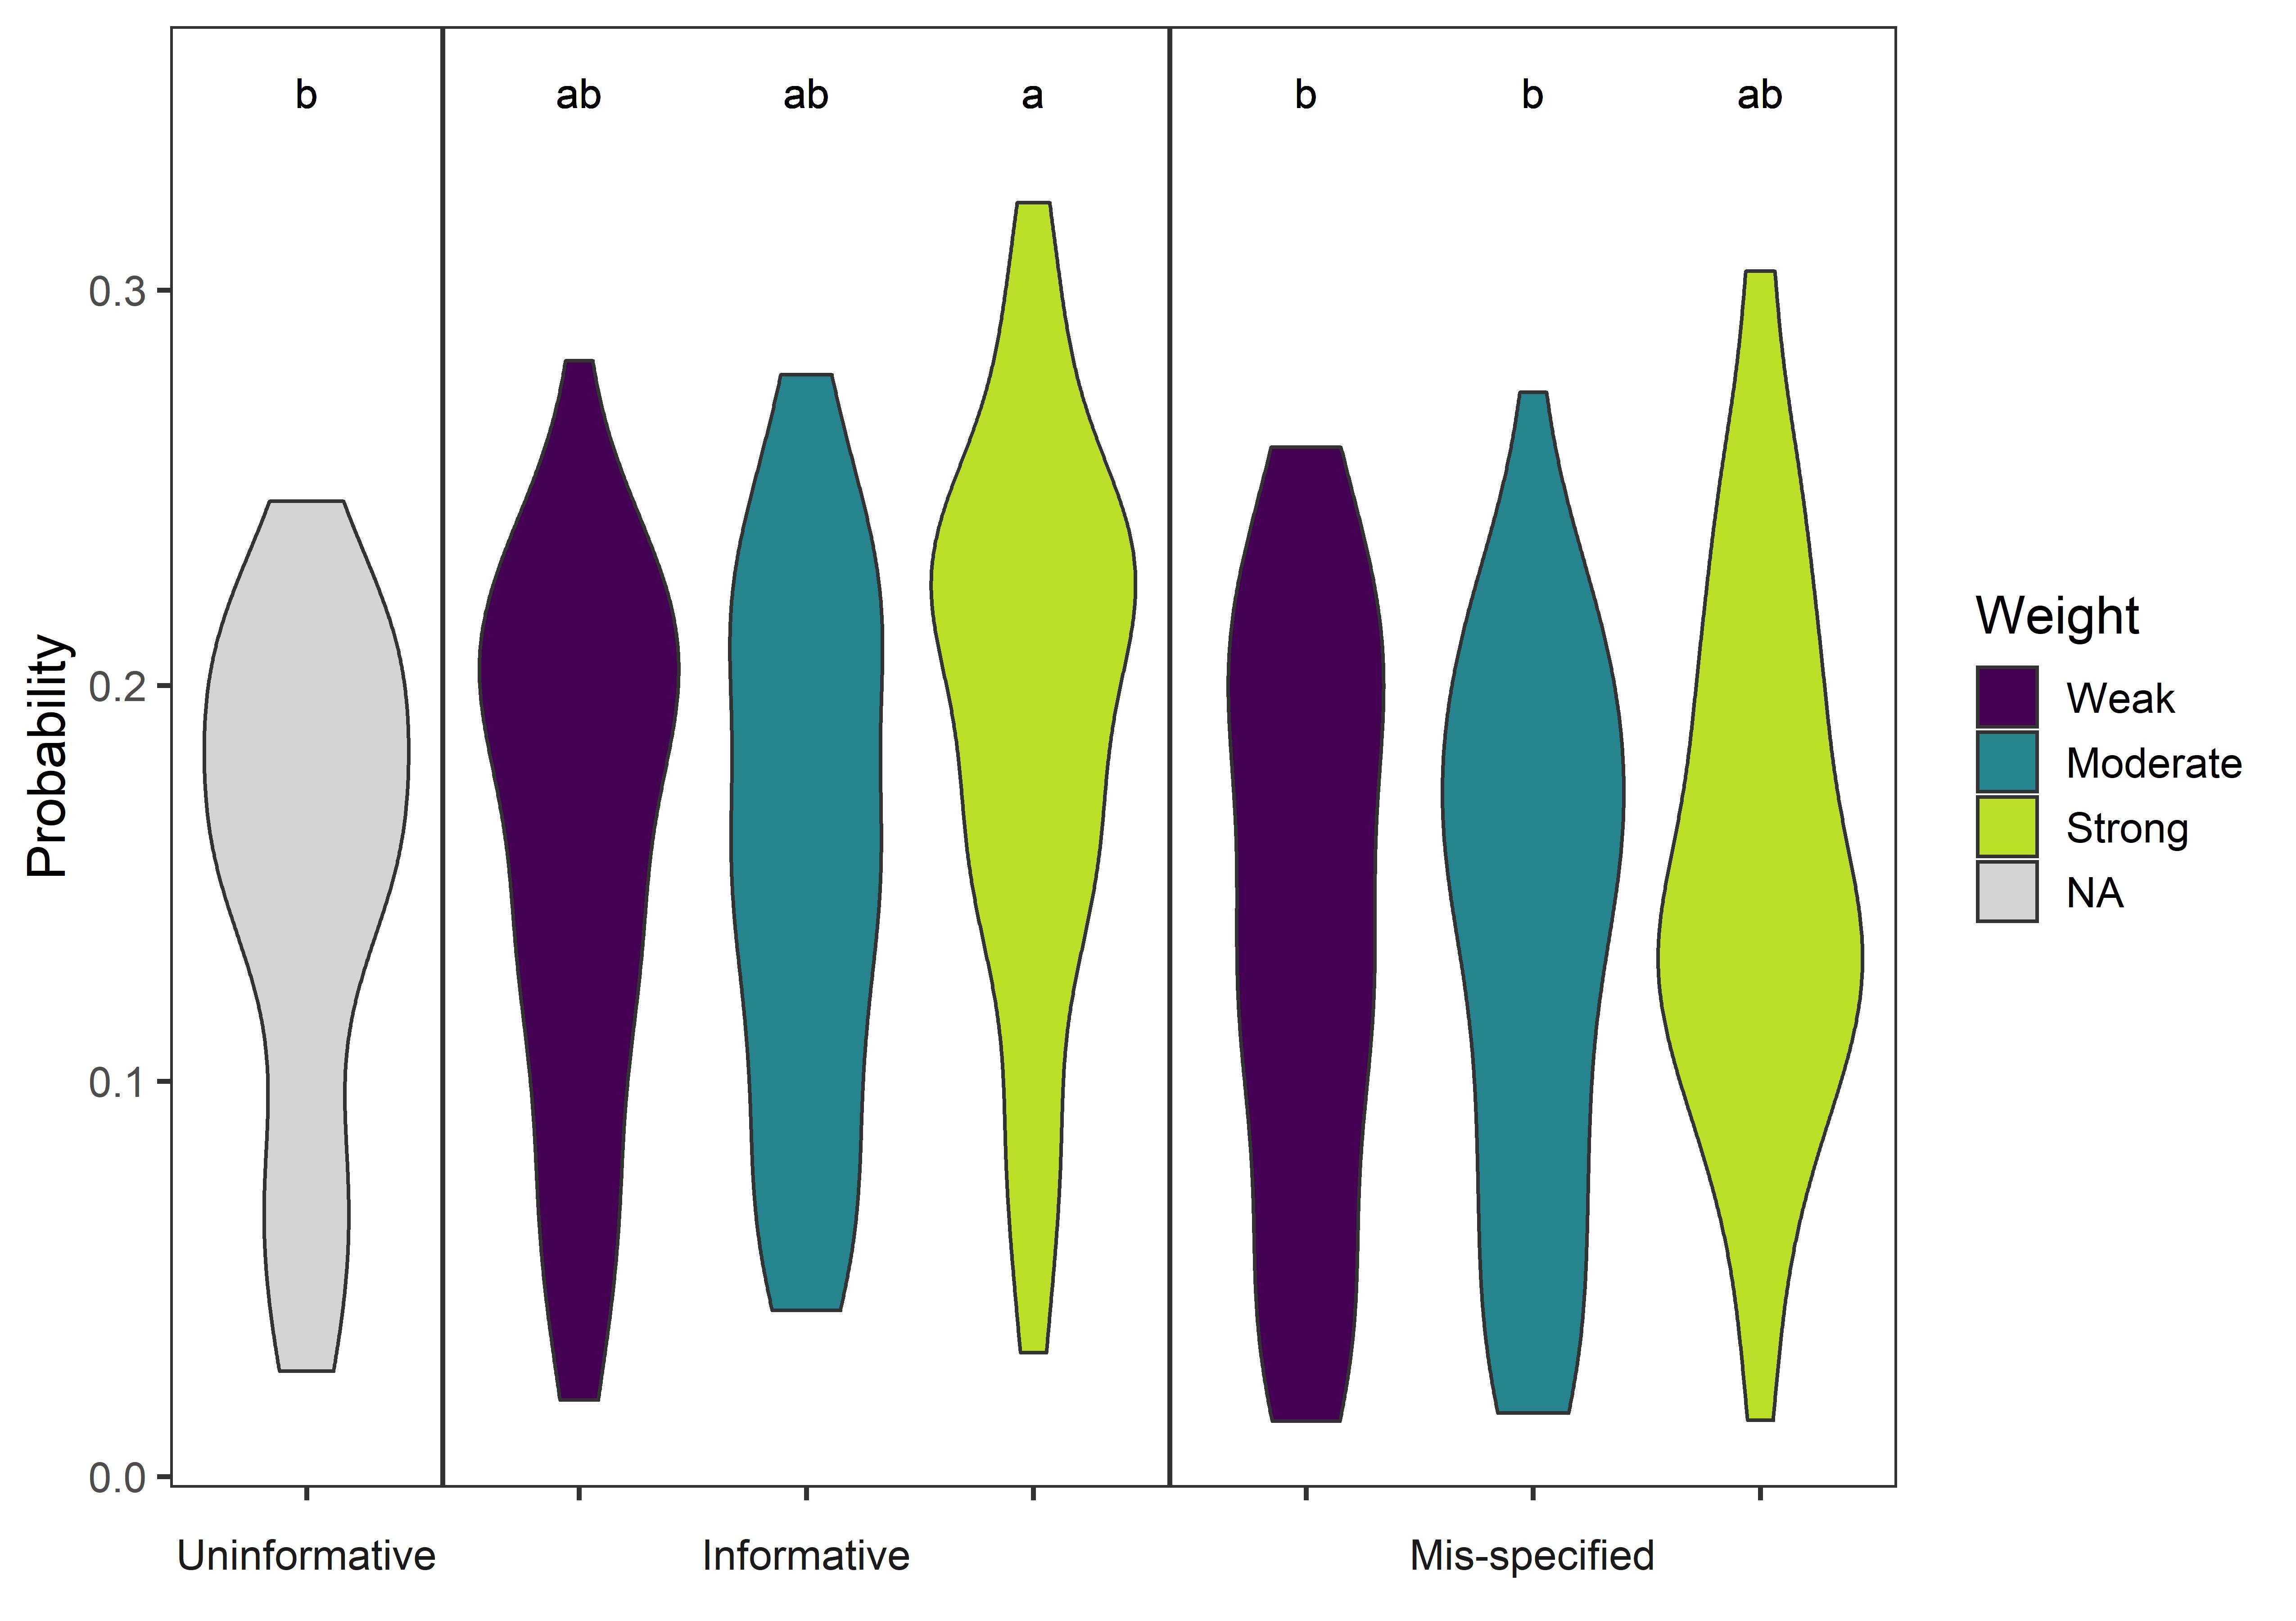 b ab ab a b b ab
0.3
0.2
0.1
0.0
Probability
Uninformative Informative Mis-specified
Weight
Weak
Moderate
Strong
NA